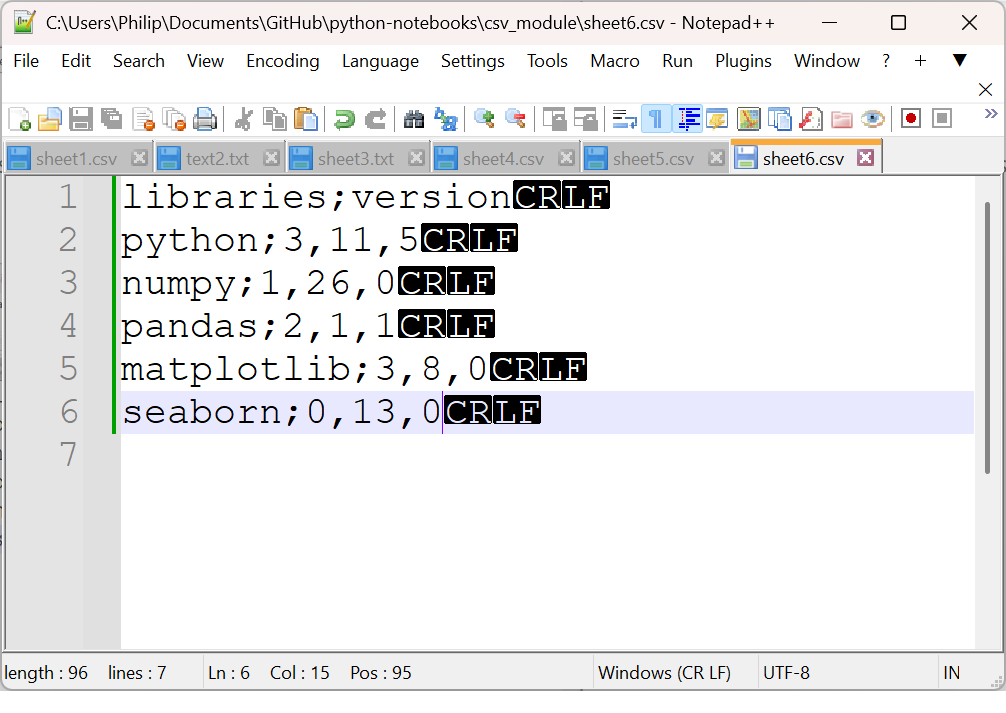 C:\Users\Philip\Documents\GitHub\python-notebooks\csv_module\sheet6.csv - Notepad++
File Edit Search View Encoding Language Settings Tools Macro Run Plugins Window ? + ▼
sheet1.csv text2.txt sheet3.txt sheet4.csv sheet5.csv sheet6.csv
1 libraries;versionCRLF
2 python;3,11,5CRLF
3 numpy;1,26,0CRLF
4 pandas;2,1,1CRLF
5 matplotlib;3,8,0CRLF
6 seaborn;0,13,0CRLF
7
length : 96 lines : 7 Ln : 6 Col : 15 Pos : 95 Windows (CR LF) UTF-8 IN